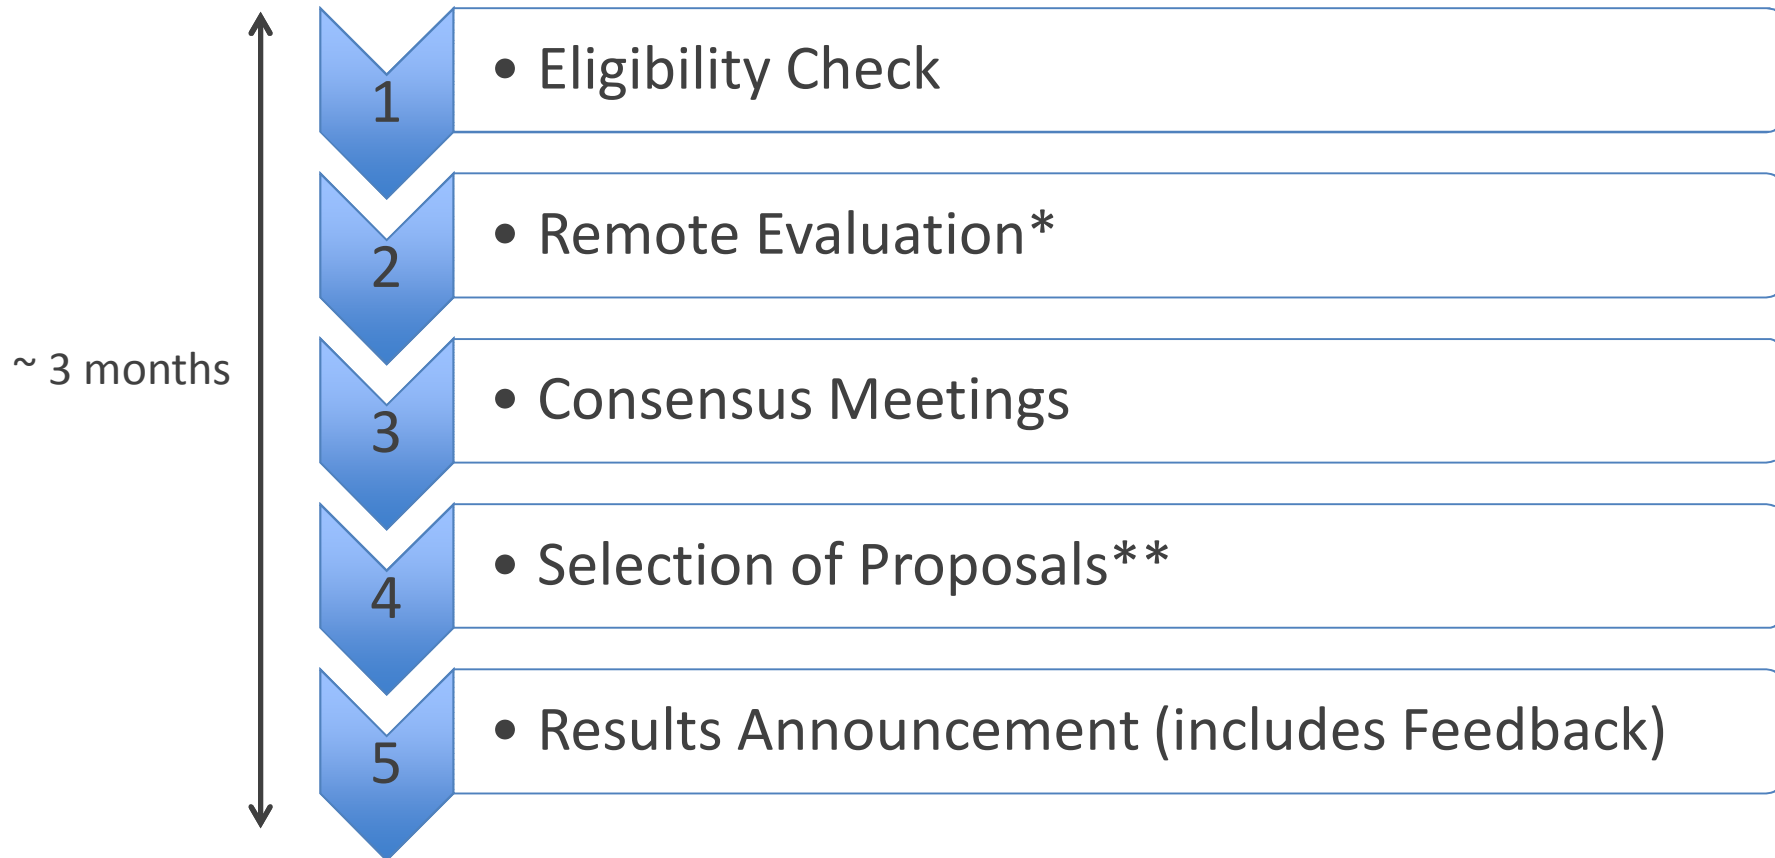 1
• Eligibility Check
2
• Remote Evaluation*
~ 3 months
3
• Consensus Meetings
4
• Selection of Proposals**
5
• Results Announcement (includes Feedback)